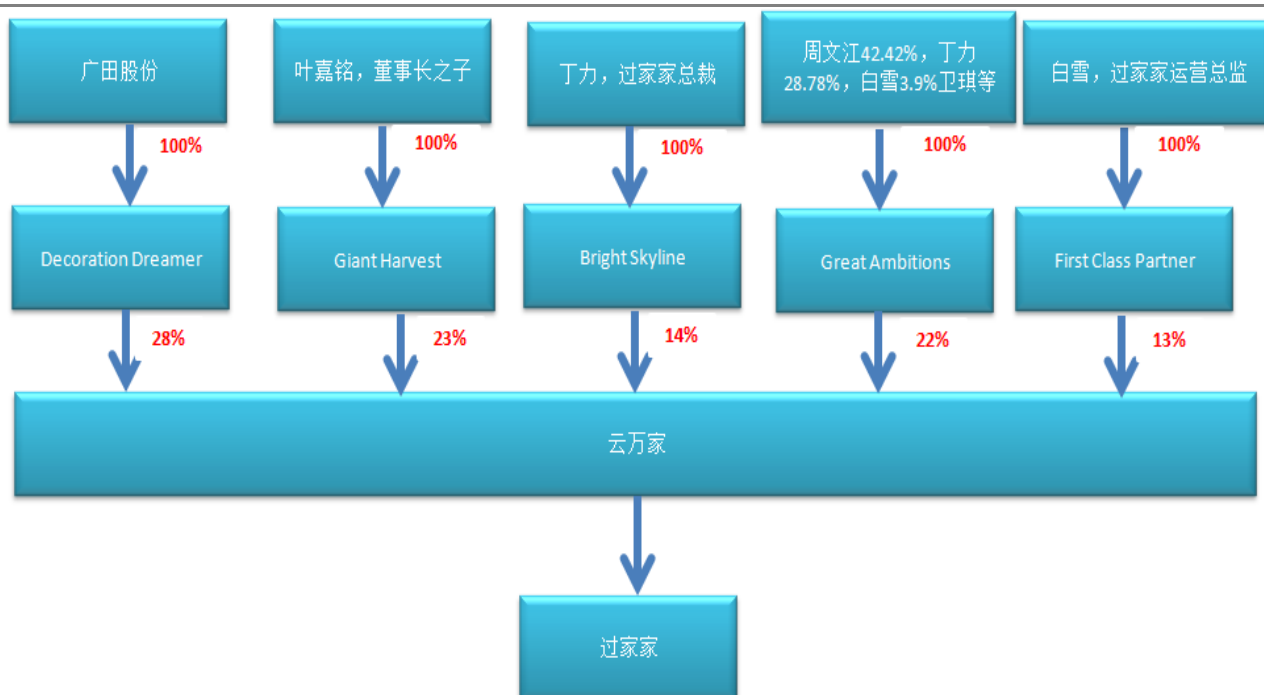 广田股份
叶嘉铭，董事长之子
丁力，过家家总裁
周文江42.42%，丁力
28.78%，白雪3.9%卫琪等
白雪，过家家运营总监
100%
100%
100%
100%
100%
Decoration Dreamer
Giant Harvest
Bright Skyline
Great Ambitions
First Class Partner
28%
23%
14%
22%
13%
云万家
过家家